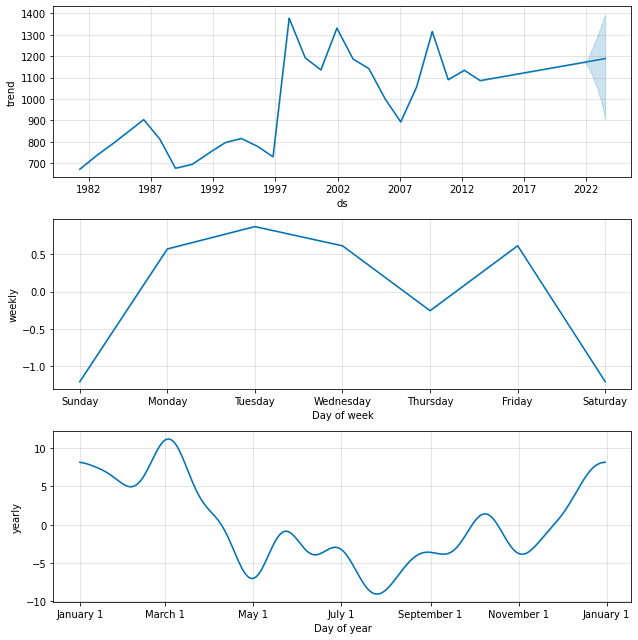 1400
1300
1200
1100
1000
900
800
700
trend
1982 1987 1992 1997 2002 2007 2012 2017 2022
ds
0.5
0.0
−0.5
−1.0
weekly
Sunday Monday Tuesday Wednesday Thursday Friday Saturday
Day of week
10
5
0
−5
−10
yearly
January 1 March 1 May 1 July 1 September 1 November 1 January 1
Day of year